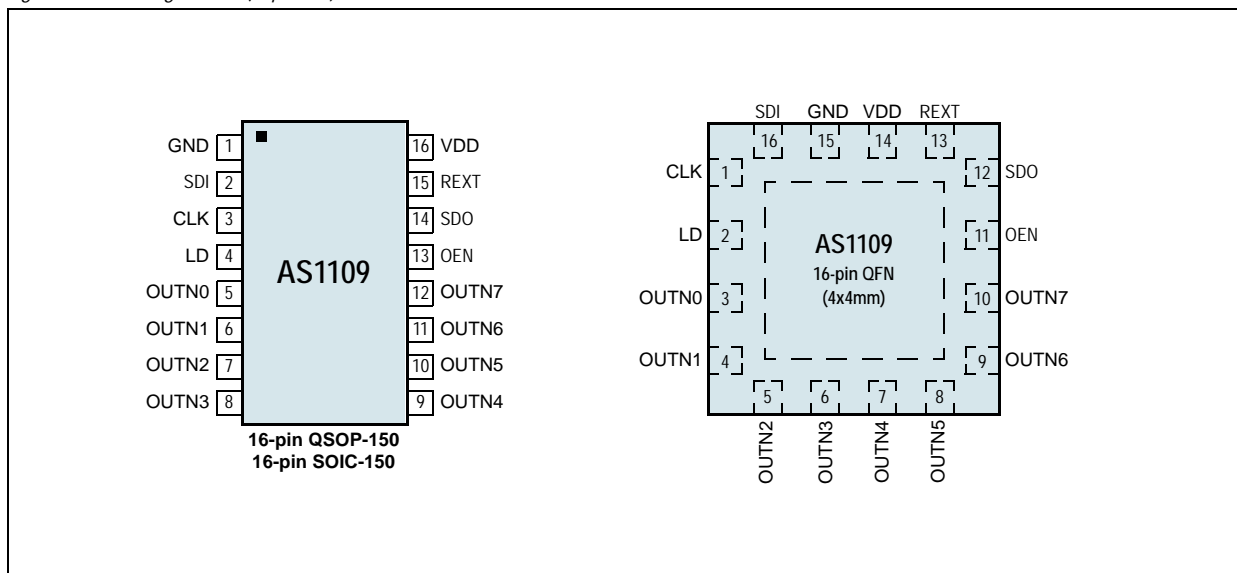 GND 1
SDI 2
CLK 3
LD 4
OUTN0 5
OUTN1 6
OUTN2 7
OUTN3 8
AS1109
16 VDD
15 REXT
14 SDO
13 OEN
12 OUTN7
11 OUTN6
10 OUTN5
9 OUTN4
16-pin QSOP-150
16-pin SOIC-150
SDI GND VDD REXT
16 15 14 13
CLK 1
LD 2
OUTN0 3
OUTN1 4
AS1109
16-pin QFN
(4x4mm)
12 SDO
11 OEN
10 OUTN7
9 OUTN6
5 6 7 8
OUTN2
OUTN3
OUTN4
OUTN5